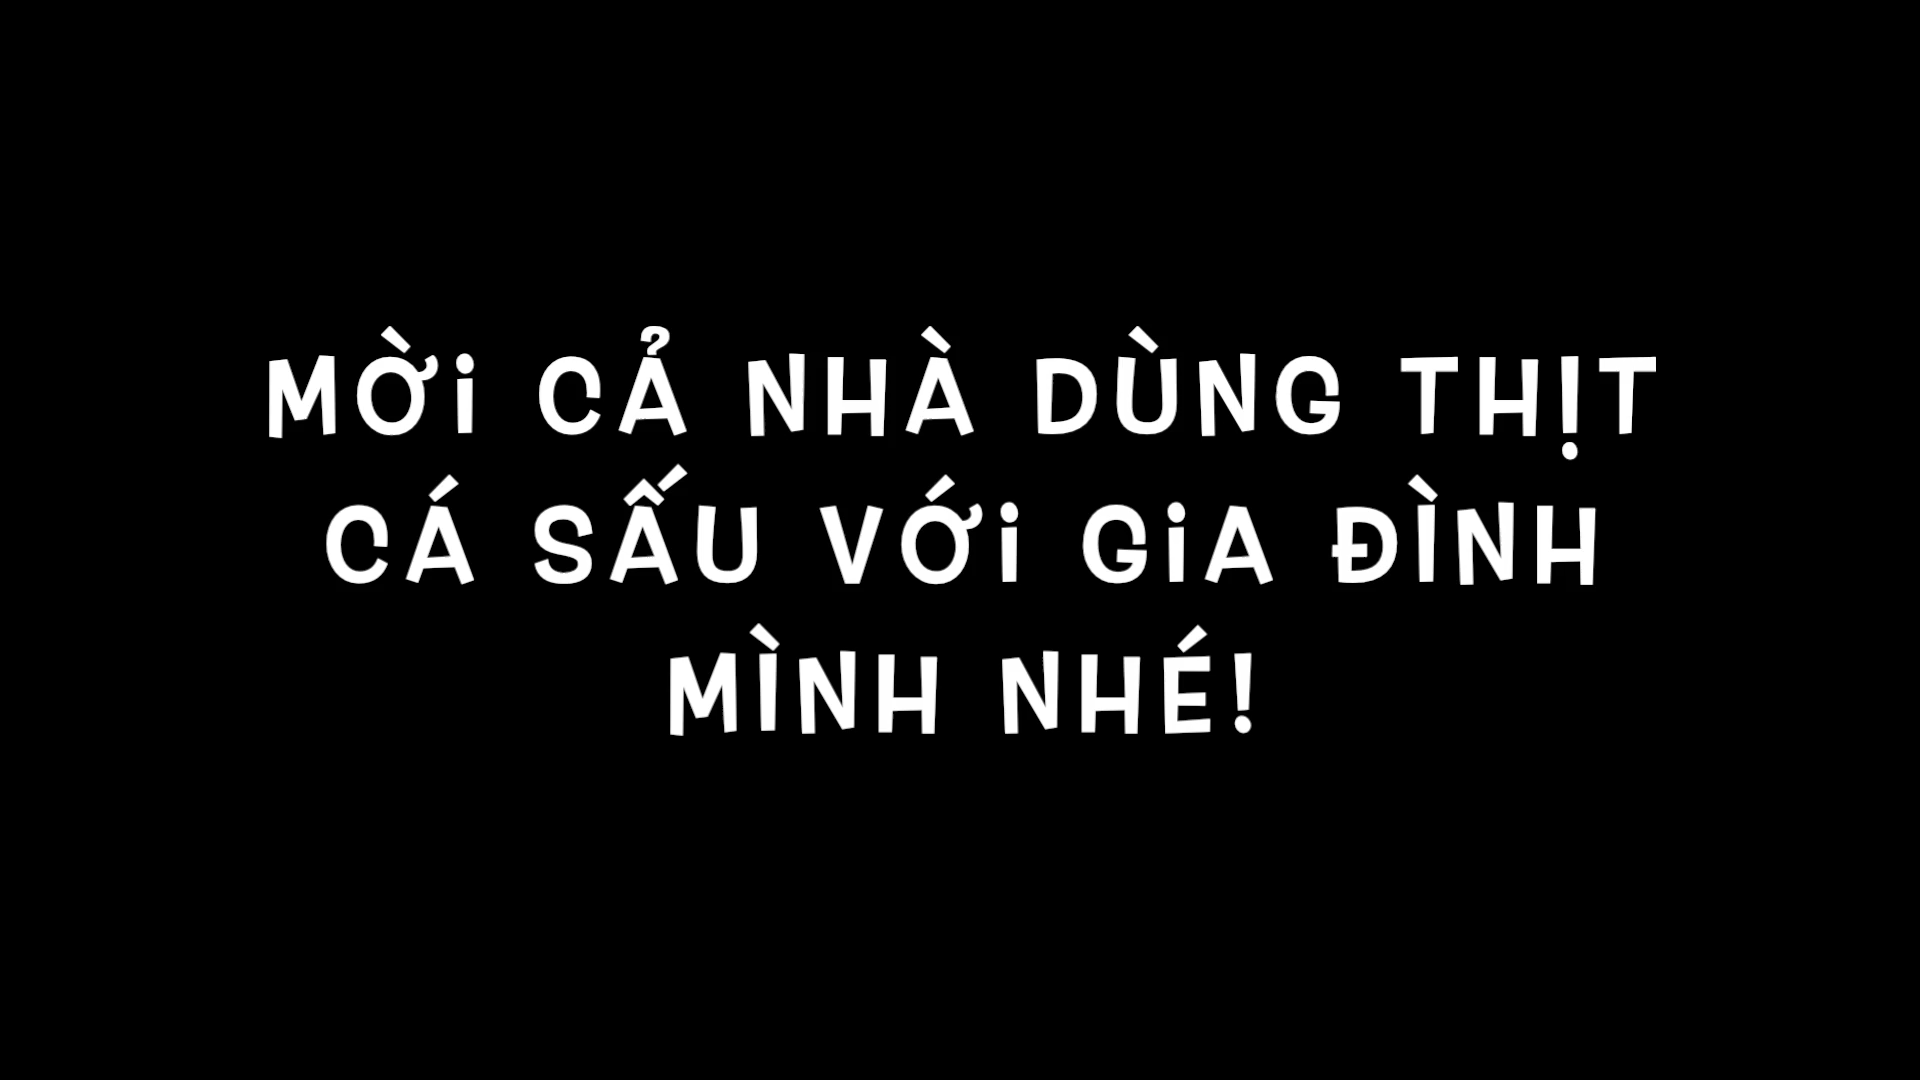 MỜi CẢ NHÀ DÙNG THỊT
CÁ SẤU VỚi GiA ĐÌNH
MÌNH NHÉ!